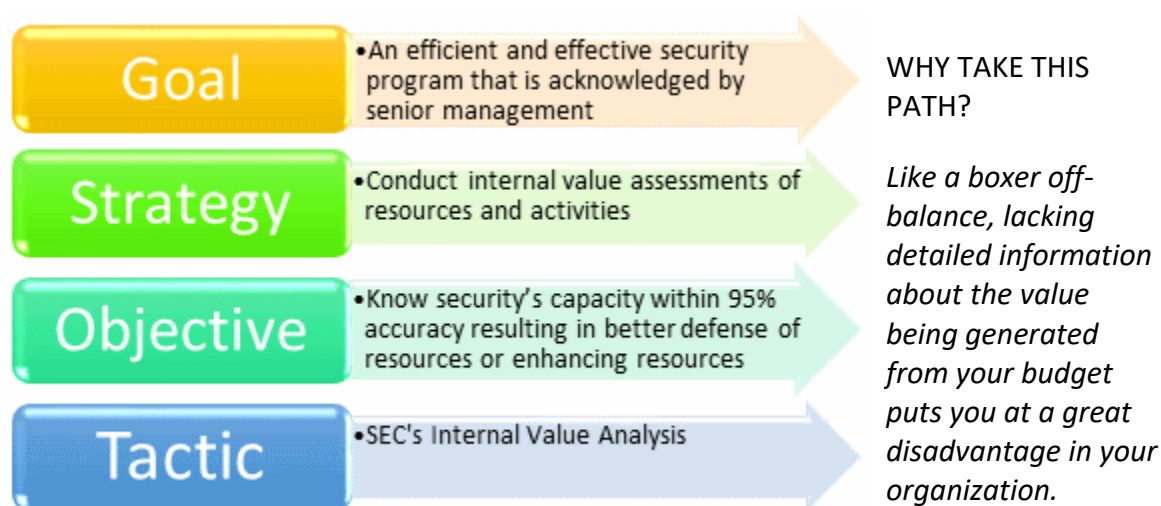 Goal
•An efficient and effective security
program that is acknowledged by
senior management
Strategy
•Conduct internal value assessments of
resources and activities
Objective
•Know security’s capacity within 95%
accuracy resulting in better defense of
resources or enhancing resources
Tactic
•SEC's Internal Value Analysis
WHY TAKE THIS
PATH?
Like a boxer off-
balance, lacking
detailed information
about the value
being generated
from your budget
puts you at a great
disadvantage in your
organization.